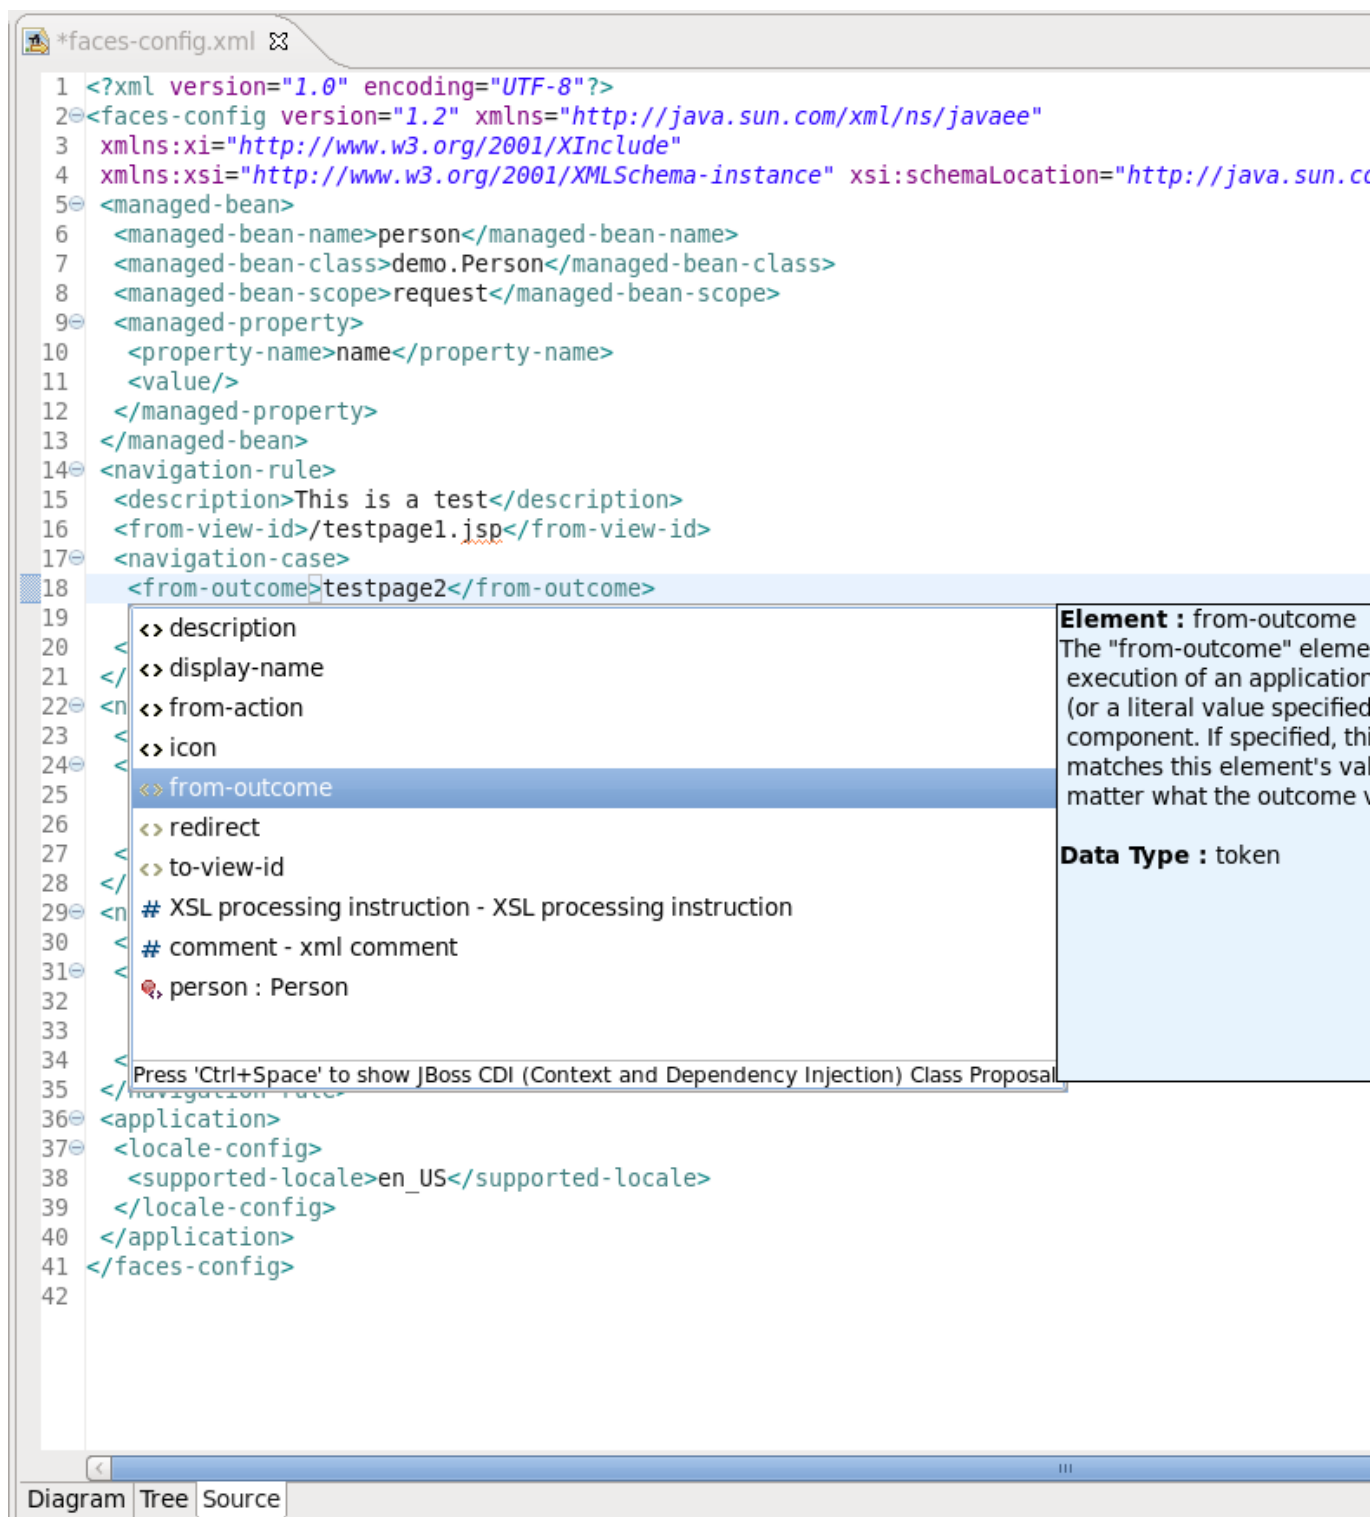 *faces-config.xml
1 <?xml version="1.0" encoding="UTF-8"?>
2 <faces-config version="1.2" xmlns="http://java.sun.com/xml/ns/javaee"
3 xmlns:xi="http://www.w3.org/2001/XInclude"
4 xmlns:xsi="http://www.w3.org/2001/XMLSchema-instance" xsi:schemaLocation="http://java.sun.co
5 <managed-bean>
6 <managed-bean-name>person</managed-bean-name>
7 <managed-bean-class>demo.Person</managed-bean-class>
8 <managed-bean-scope>request</managed-bean-scope>
9 <managed-property>
10 <property-name>name</property-name>
11 <value/>
12 </managed-property>
13 </managed-bean>
14 <navigation-rule>
15 <description>This is a test</description>
16 <from-view-id>/testpage1.jsp</from-view-id>
17 <navigation-case>
18 <from-outcome>testpage2</from-outcome>
19
20 <
21 </
22 <n
23 <
24 <
25
26
27 <
28 </
29 <n
30 <
31 <
32
33
34 <
35 </navigation-rule>
36 <application>
37 <locale-config>
38 <supported-locale>en_US</supported-locale>
39 </locale-config>
40 </application>
41 </faces-config>
42
<> description
<> display-name
<> from-action
<> icon
<> from-outcome
<> redirect
<> to-view-id
# XSL processing instruction - XSL processing instruction
# comment - xml comment
person : Person
Press 'Ctrl+Space' to show JBoss CDI (Context and Dependency Injection) Class Proposal
Element : from-outcome
The "from-outcome" eleme
execution of an application
(or a literal value specified
component. If specified, thi
matches this element's val
matter what the outcome v
Data Type : token
Diagram Tree Source